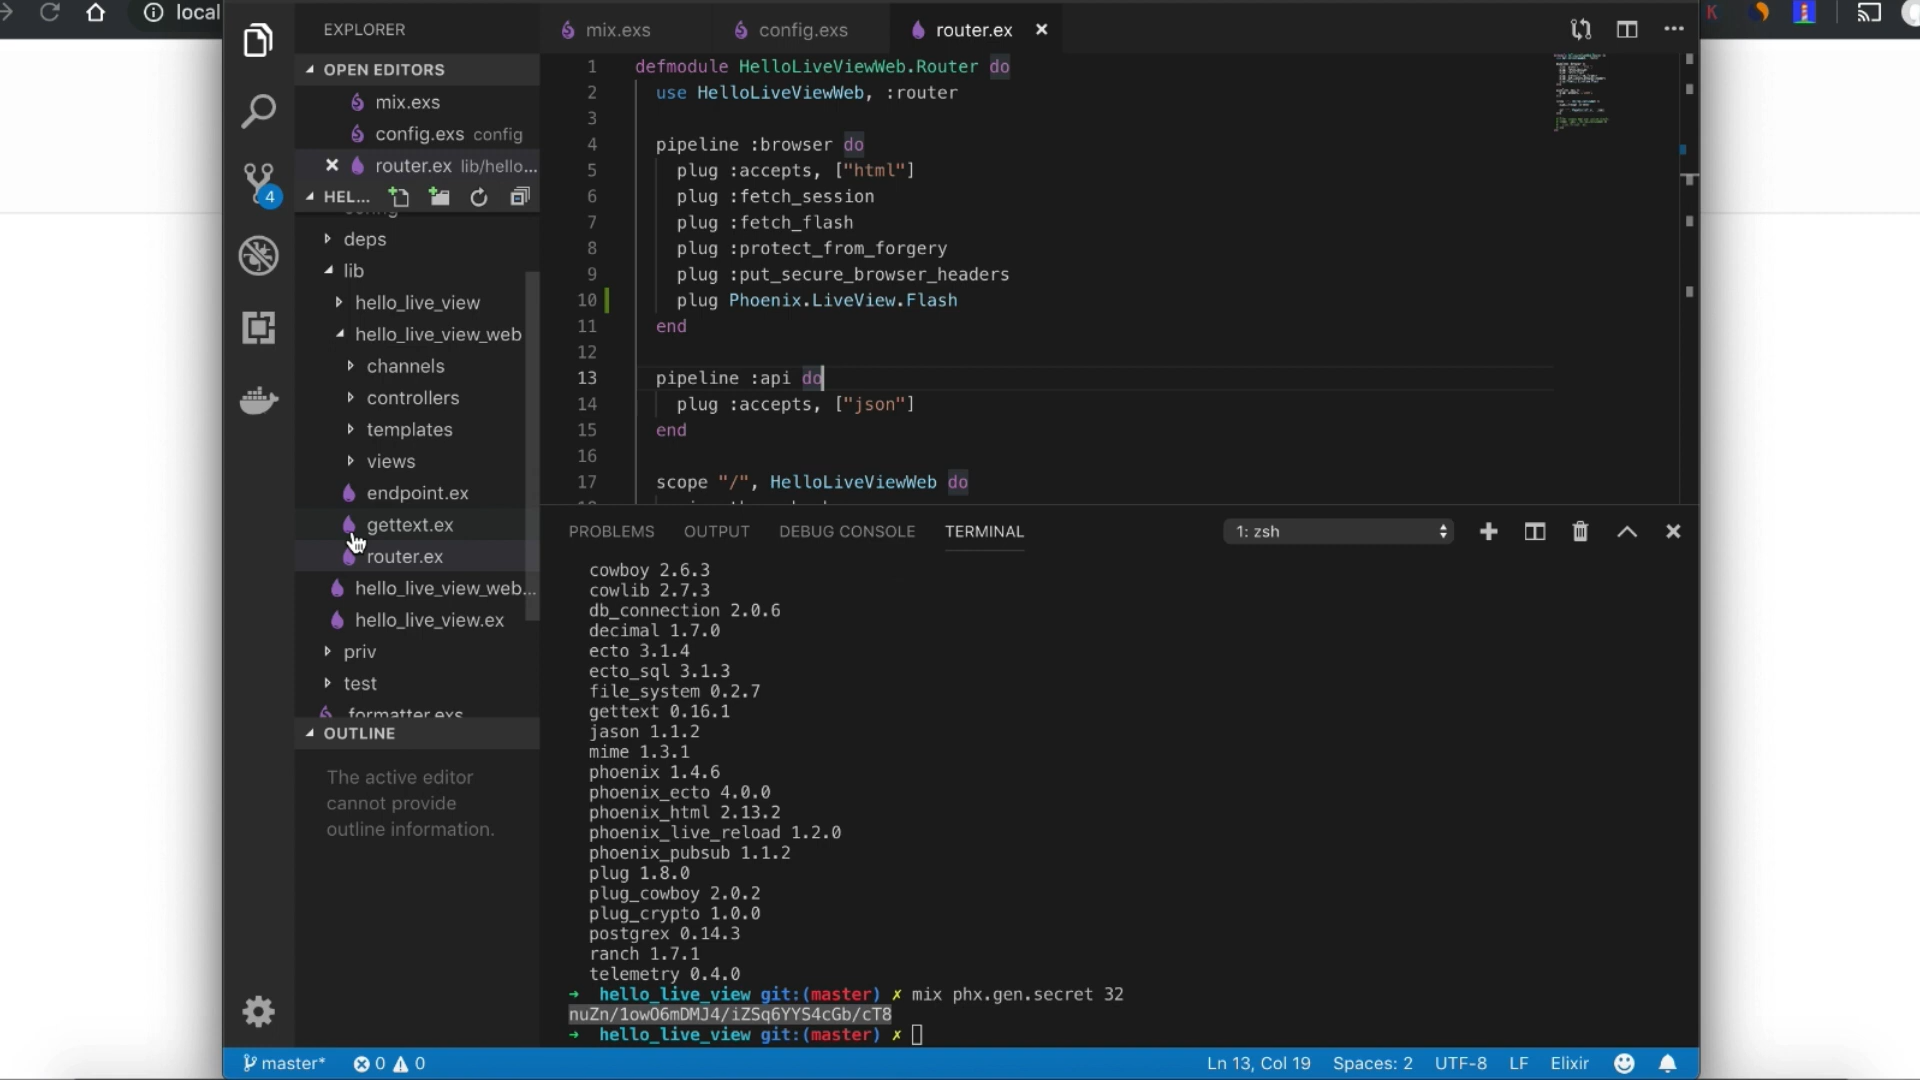 local
K
EXPLORER
mix.exs
config.exs
router.ex
OPEN EDITORS
mix.exs
config.exs config
router.ex lib/hello...
HEL...
config
deps
lib
hello_live_view
hello_live_view_web
channels
controllers
templates
views
endpoint.ex
gettext.ex
router.ex
hello_live_view_web...
hello_live_view.ex
priv
test
.formatter.exs
OUTLINE
The active editor
cannot provide
outline information.
4
1 defmodule HelloLiveViewWeb.Router do
2 use HelloLiveViewWeb, :router
3
4 pipeline :browser do
5 plug :accepts, ["html"]
6 plug :fetch_session
7 plug :fetch_flash
8 plug :protect_from_forgery
9 plug :put_secure_browser_headers
10 plug Phoenix.LiveView.Flash
11 end
12
13 pipeline :api do
14 plug :accepts, ["json"]
15 end
16
17 scope "/", HelloLiveViewWeb do
PROBLEMS OUTPUT DEBUG CONSOLE TERMINAL 1: zsh
cowboy 2.6.3
cowlib 2.7.3
db_connection 2.0.6
decimal 1.7.0
ecto 3.1.4
ecto_sql 3.1.3
file_system 0.2.7
gettext 0.16.1
jason 1.1.2
mime 1.3.1
phoenix 1.4.6
phoenix_ecto 4.0.0
phoenix_html 2.13.2
phoenix_live_reload 1.2.0
phoenix_pubsub 1.1.2
plug 1.8.0
plug_cowboy 2.0.2
plug_crypto 1.0.0
postgrex 0.14.3
ranch 1.7.1
telemetry 0.4.0
➜ hello_live_view git:(master) ✗ mix phx.gen.secret 32
nuZn/1owO6mDMJ4/iZSq6YYS4cGb/cT8
➜ hello_live_view git:(master) ✗
master* 0 0 Ln 13, Col 19 Spaces: 2 UTF-8 LF Elixir